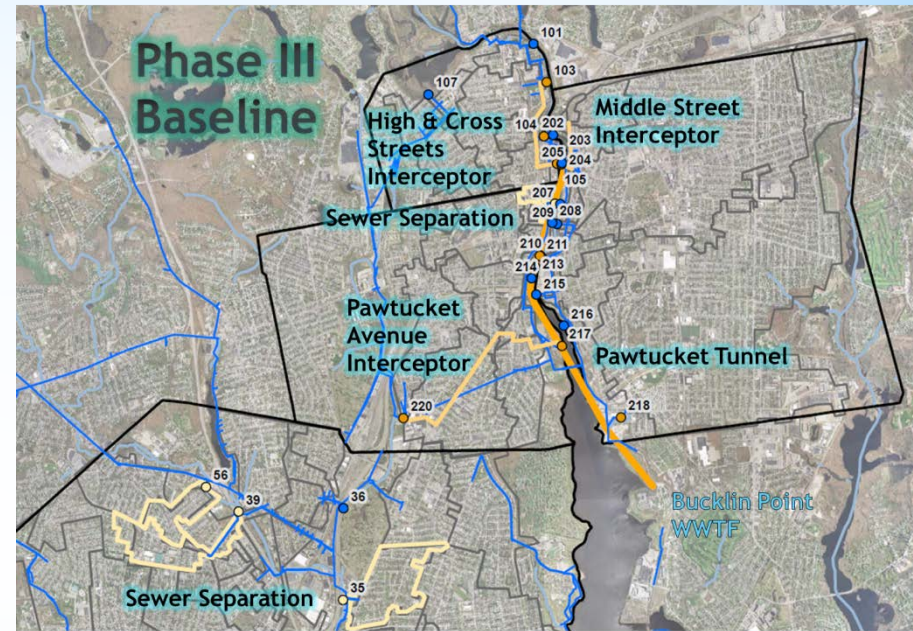 Phase III
Baseline
101
107
103
High & Cross
Streets
Interceptor
Middle Street
Interceptor
104
202
203
205
204
105
207
Sewer Separation
209
208
210
211
213
214
215
Pawtucket
Avenue
Interceptor
216
217
Pawtucket Tunnel
220
218
56
39
36
Bucklin Point
WWTF
35
Sewer Separation